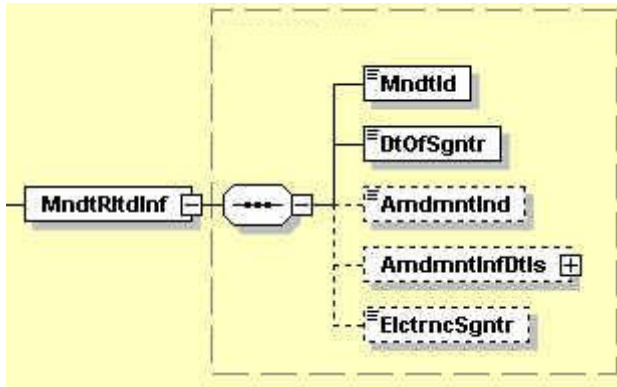 MndtId
DtOfSgntr
MndtRltdInf
AmdmntInd
AmdmntInfDtls
ElctrncSgntr